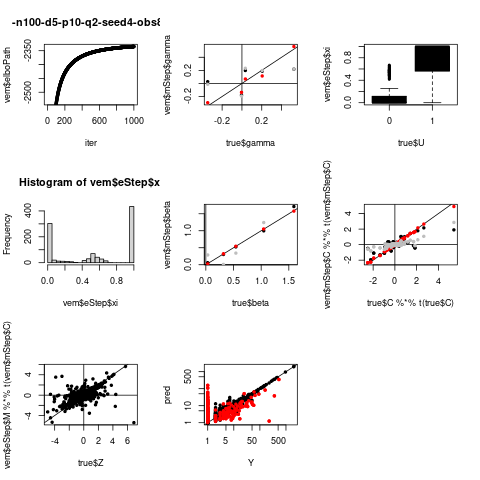 -n100-d5-p10-q2-seed4-obs8
vem$elboPath
-2500
-2350
0
200
600
1000
iter
vem$mStep$gamma
-0.2
0.2
-0.2
0.2
0.6
true$gamma
vem$eStep$xi
0.0
0.4
0.8
0
1
true$U
Histogram of vem$eStep$x
Frequency
0
200
400
0.0
0.4
0.8
vem$eStep$xi
vem$mStep$beta
0.0
1.0
0.0
0.5
1.0
1.5
true$beta
vem$mStep$C %*% t(vem$mStep$C)
-2
0
2
4
-2
0
2
4
true$C %*% t(true$C)
vem$eStep$M %*% t(vem$mStep$C)
-4
0
4
-4
-2
0
2
4
6
true$Z
pred
1
10
500
1
5
50
500
Y